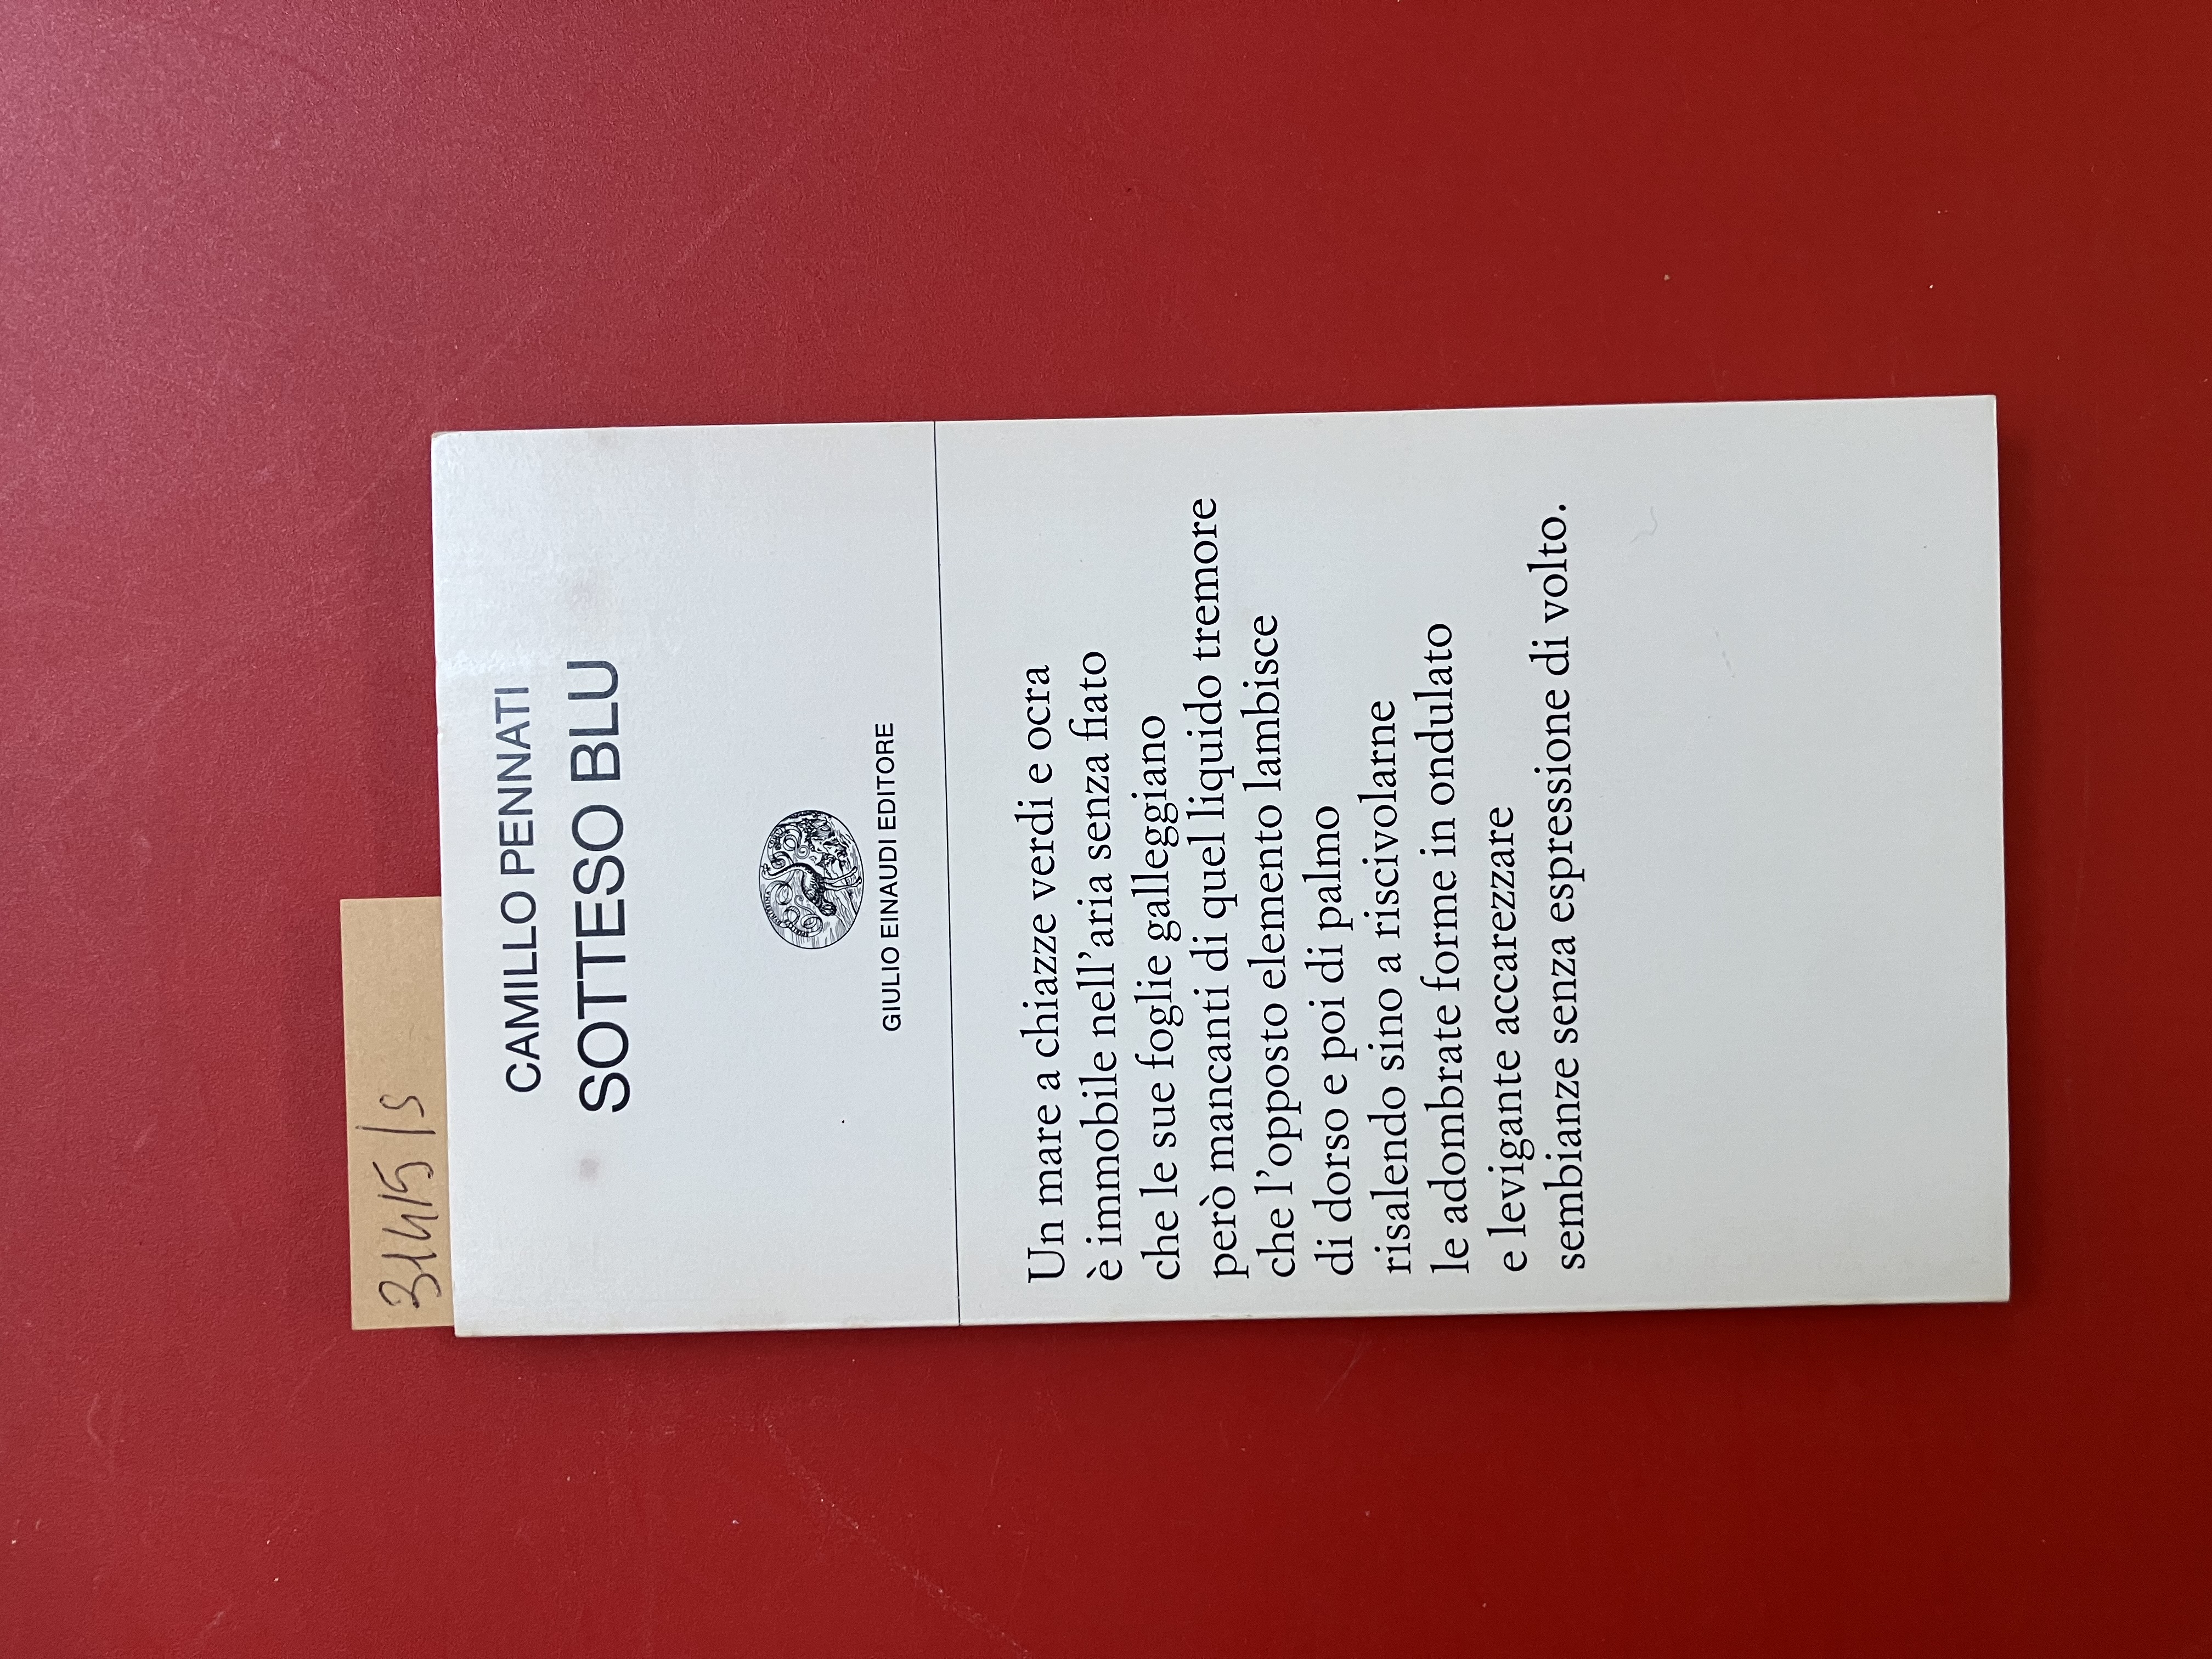 3145/S
CAMILLO PENNATI
SOTTESO BLU
GIULIO EINAUDI EDITORE
Un mare a chiazze verdi e ocra
è immobile nell'aria senza fiato
che le sue foglie galleggiano
però mancanti di quel liquido tremore
che l'opposto elemento lambisce
di dorso e poi di palmo
risalendo sino a riscivolarne
le adombrate forme in ondulato
e levigante accarezzare
sembianze senza espressione di volto.